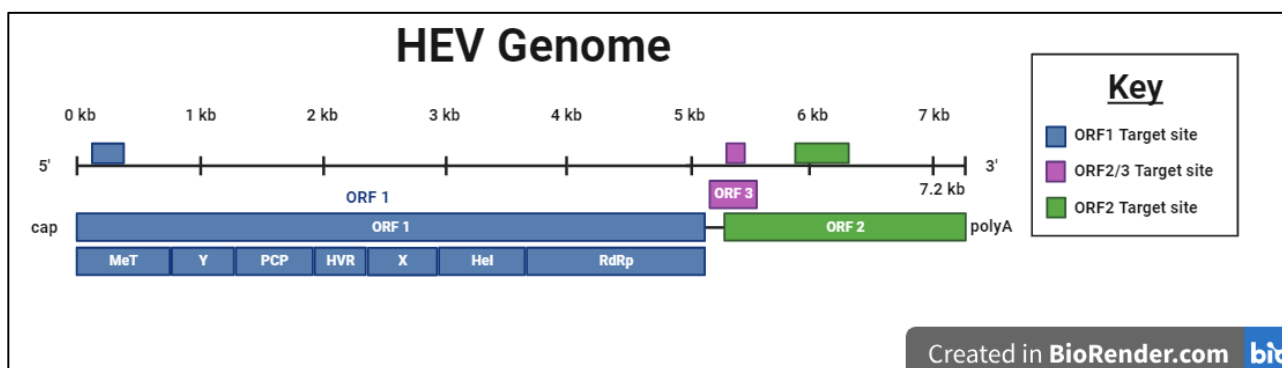 HEV Genome
0 kb 1 kb 2 kb 3 kb 4 kb 5 kb 6 kb 7 kb
5' 3'
7.2 kb
ORF 3
ORF 1
cap ORF 1 ORF 2 polyA
MeT Y PCP HVR X Hel RdRp
Key
ORF1 Target site
ORF2/3 Target site
ORF2 Target site
Created in BioRender.com bio